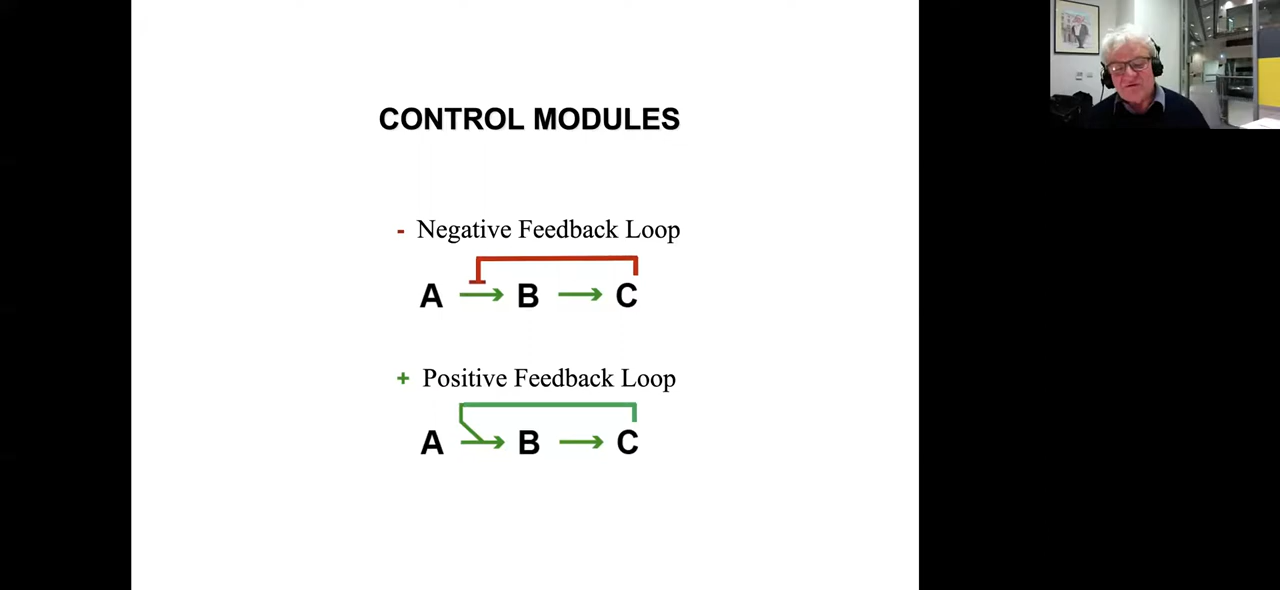 CONTROL MODULES
- Negative Feedback Loop
A B C
+ Positive Feedback Loop
A B C